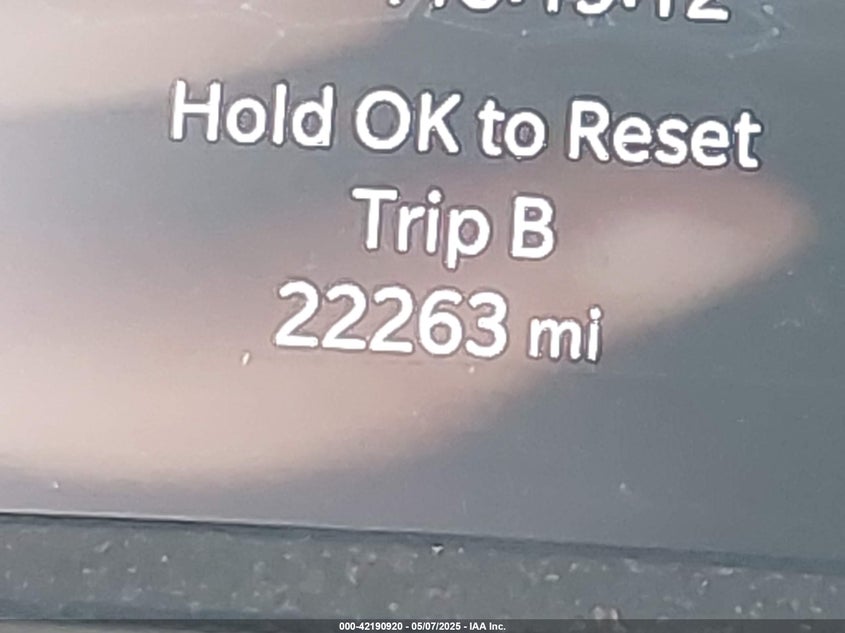 Hold OK to Reset
Trip B
22263 mi
000-42190920 - 05/07/2025 - IAA Inc.